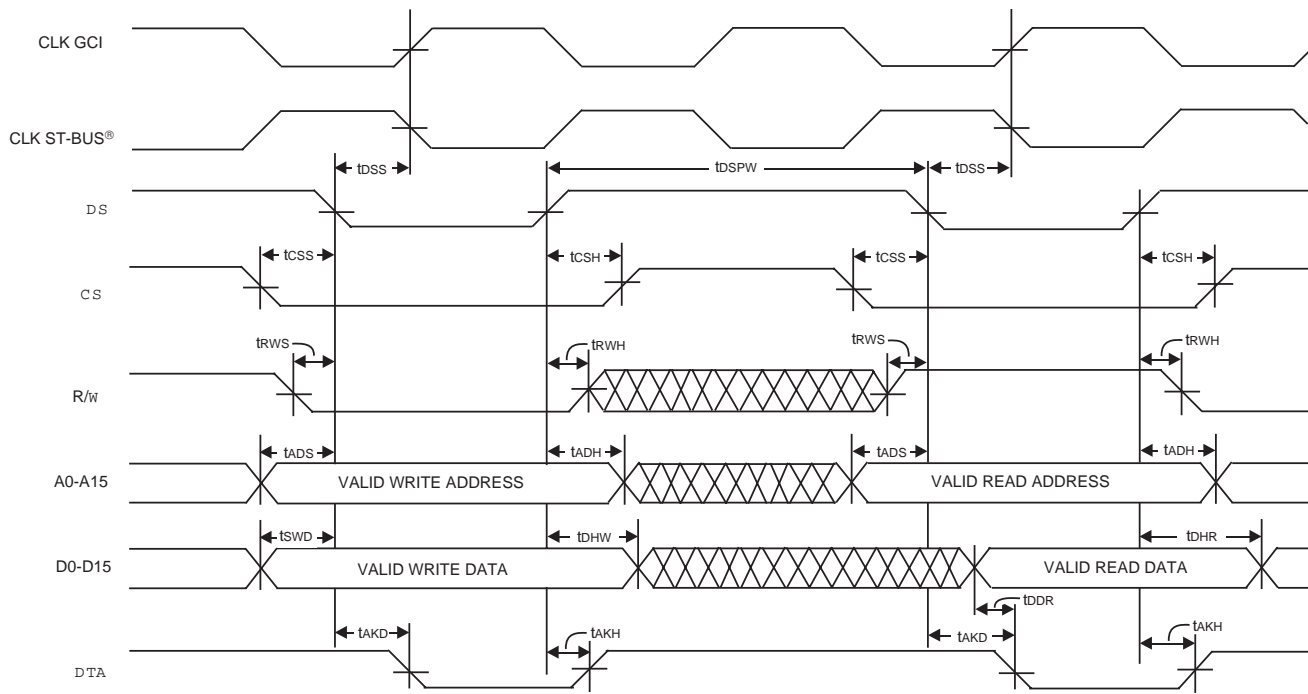 CLK GCI
CLK ST-BUS®
tDSS tDSPW tDSS
DS
tCSS tCSH tCSS tCSH
CS
tRWS tRWH tRWS tRWH
R/W
tADS tADH tADS tADH
A0-A15 VALID WRITE ADDRESS VALID READ ADDRESS
tSWD tDHW tDHR
D0-D15 VALID WRITE DATA VALID READ DATA
tDDR
tAKD tAKH tAKD tAKH
DTA